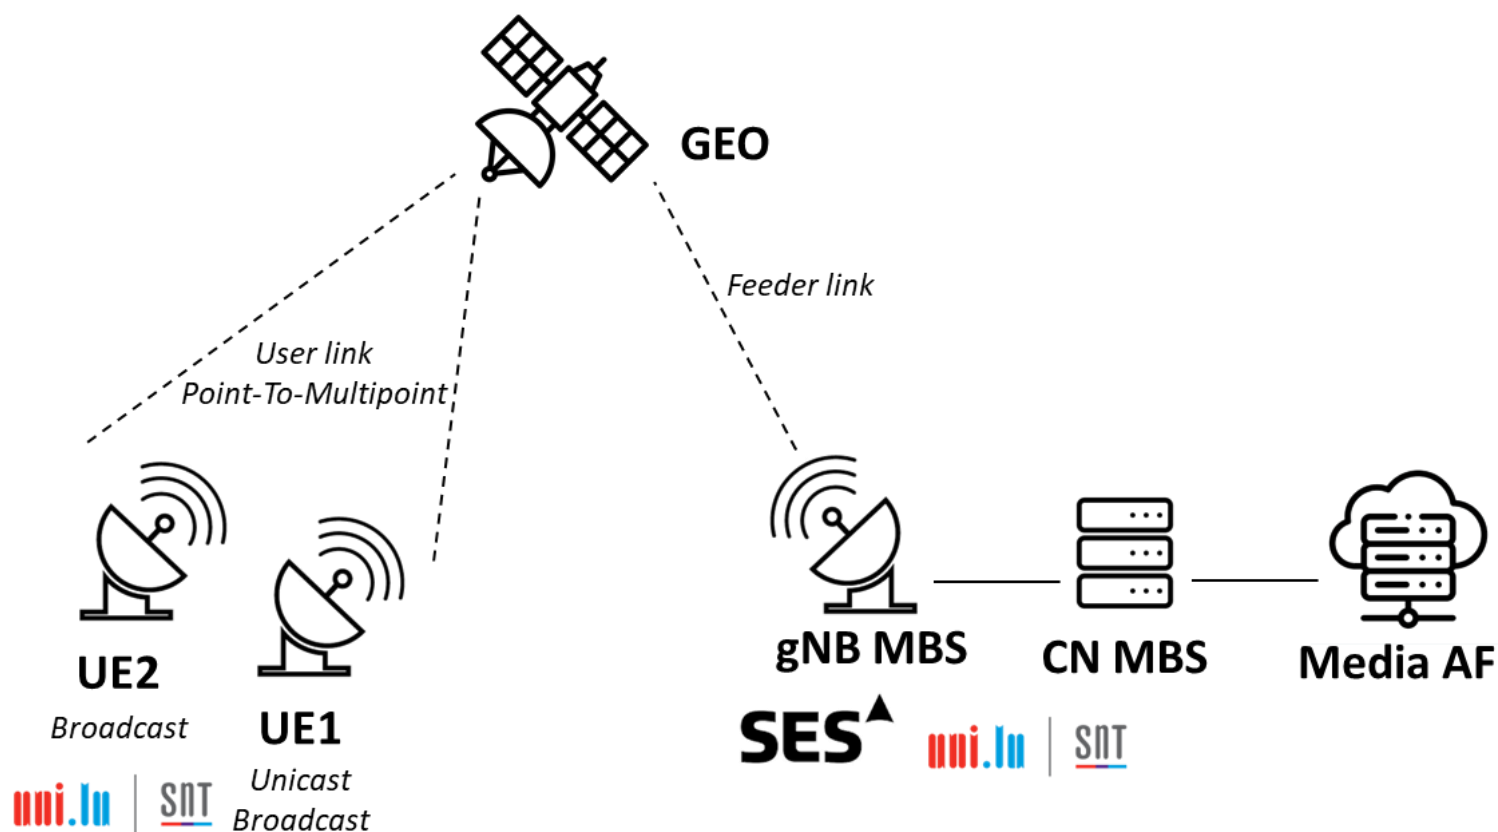 GEO
Feeder link
User link
Point-To-Multipoint
gNB MBS
CN MBS
Media AF
UE2
Broadcast
UE1
Unicast
Broadcast
SES
uni.lu | SNT
uni.lu | SNT